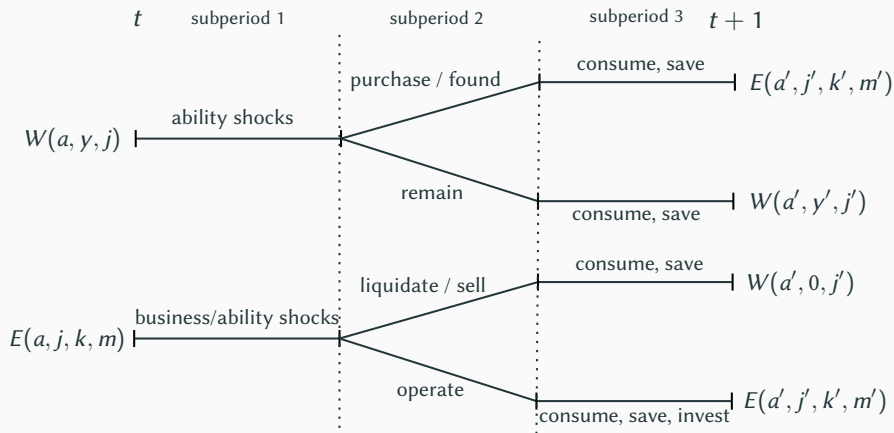 t subperiod 1 subperiod 2 subperiod 3 t + 1
consume, save
purchase / found
E(a′, j′, k′, m′)
ability shocks
W(a, y, j)
remain
W(a′, y′, j′)
consume, save
consume, save
liquidate / sell
W(a′, 0, j′)
business/ability shocks
E(a, j, k, m)
operate
E(a′, j′, k′, m′)
consume, save, invest